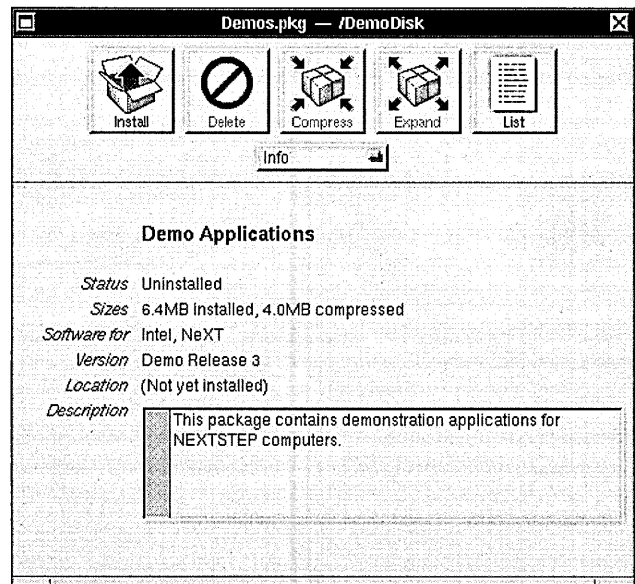 Demos.pkg — /DemoDisk
Install Delete Compress Expand List
Info
Demo Applications
Status Uninstalled
Sizes 6.4MB installed, 4.0MB compressed
Software for Intel, NeXT
Version Demo Release 3
Location (Not yet installed)
Description This package contains demonstration applications for
NEXTSTEP computers.